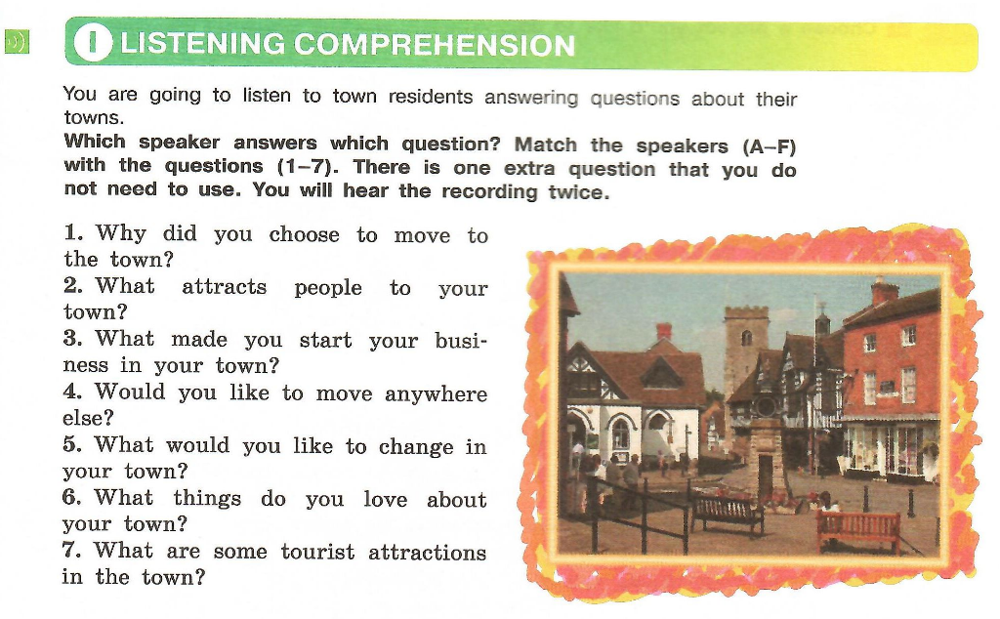 1 LISTENING COMPREHENSION
You are going to listen to town residents answering questions about their
towns.
Which speaker answers which question? Match the speakers (A–F)
with the questions (1–7). There is one extra question that you do
not need to use. You will hear the recording twice.
1. Why did you choose to move to
the town?
2. What attracts people to your
town?
3. What made you start your busi-
ness in your town?
4. Would you like to move anywhere
else?
5. What would you like to change in
your town?
6. What things do you love about
your town?
7. What are some tourist attractions
in the town?